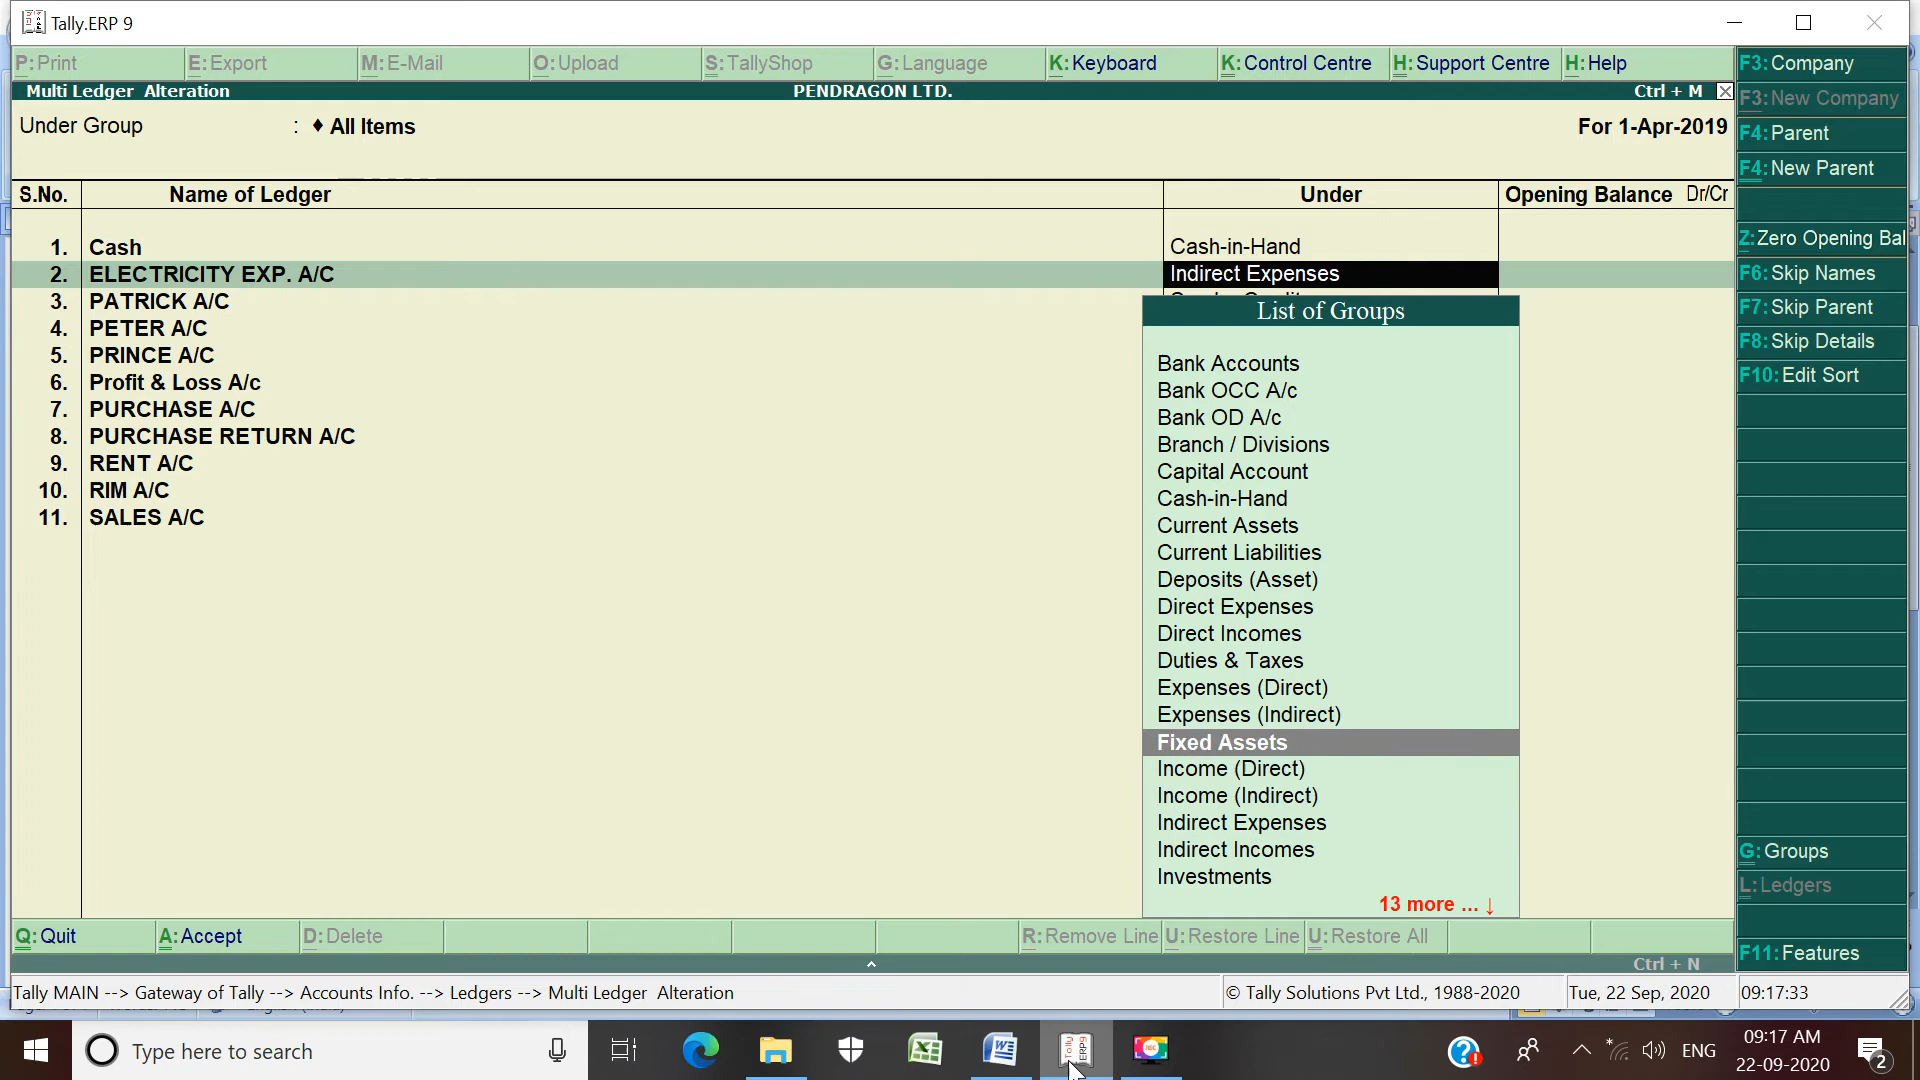 Tally.ERP 9
P: Print E: Export M: E-Mail O: Upload S: TallyShop G: Language K: Keyboard K: Control Centre H: Support Centre H: Help
Multi Ledger Alteration PENDRAGON LTD. Ctrl + M
Under Group : ♦ All Items For 1-Apr-2019
S.No. Name of Ledger Under Opening Balance Dr/Cr
1. Cash Cash-in-Hand
2. ELECTRICITY EXP. A/C Indirect Expenses
3. PATRICK A/C
4. PETER A/C
5. PRINCE A/C
6. Profit & Loss A/c
7. PURCHASE A/C
8. PURCHASE RETURN A/C
9. RENT A/C
10. RIM A/C
11. SALES A/C
List of Groups
Bank Accounts
Bank OCC A/c
Bank OD A/c
Branch / Divisions
Capital Account
Cash-in-Hand
Current Assets
Current Liabilities
Deposits (Asset)
Direct Expenses
Direct Incomes
Duties & Taxes
Expenses (Direct)
Expenses (Indirect)
Fixed Assets
Income (Direct)
Income (Indirect)
Indirect Expenses
Indirect Incomes
Investments
13 more ... ↓
F3: Company
F3: New Company
F4: Parent
F4: New Parent
Z: Zero Opening Bal
F6: Skip Names
F7: Skip Parent
F8: Skip Details
F10: Edit Sort
G: Groups
L: Ledgers
F11: Features
Q: Quit A: Accept D: Delete R: Remove Line U: Restore Line U: Restore All
Ctrl + N
Tally MAIN --> Gateway of Tally --> Accounts Info. --> Ledgers --> Multi Ledger Alteration © Tally Solutions Pvt Ltd., 1988-2020 Tue, 22 Sep, 2020 09:17:33
Type here to search ENG 09:17 AM
22-09-2020 2